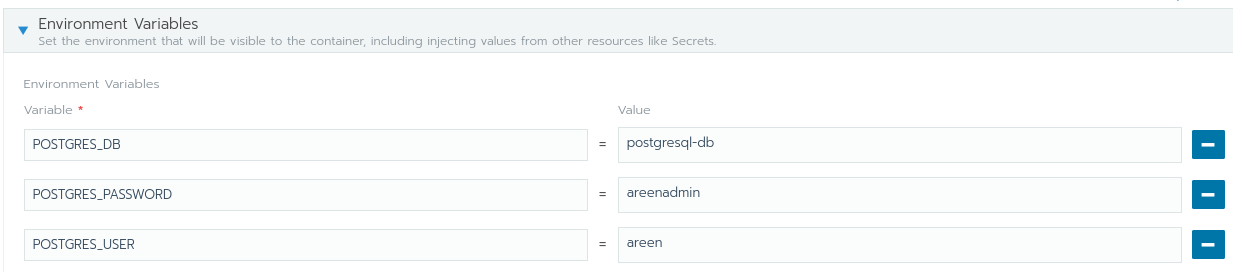 Environment Variables
Set the environment that will be visible to the container, including injecting values from other resources like Secrets.
Environment Variables
Variable * Value
POSTGRES_DB = postgresql-db
POSTGRES_PASSWORD = areenadmin
POSTGRES_USER = areen